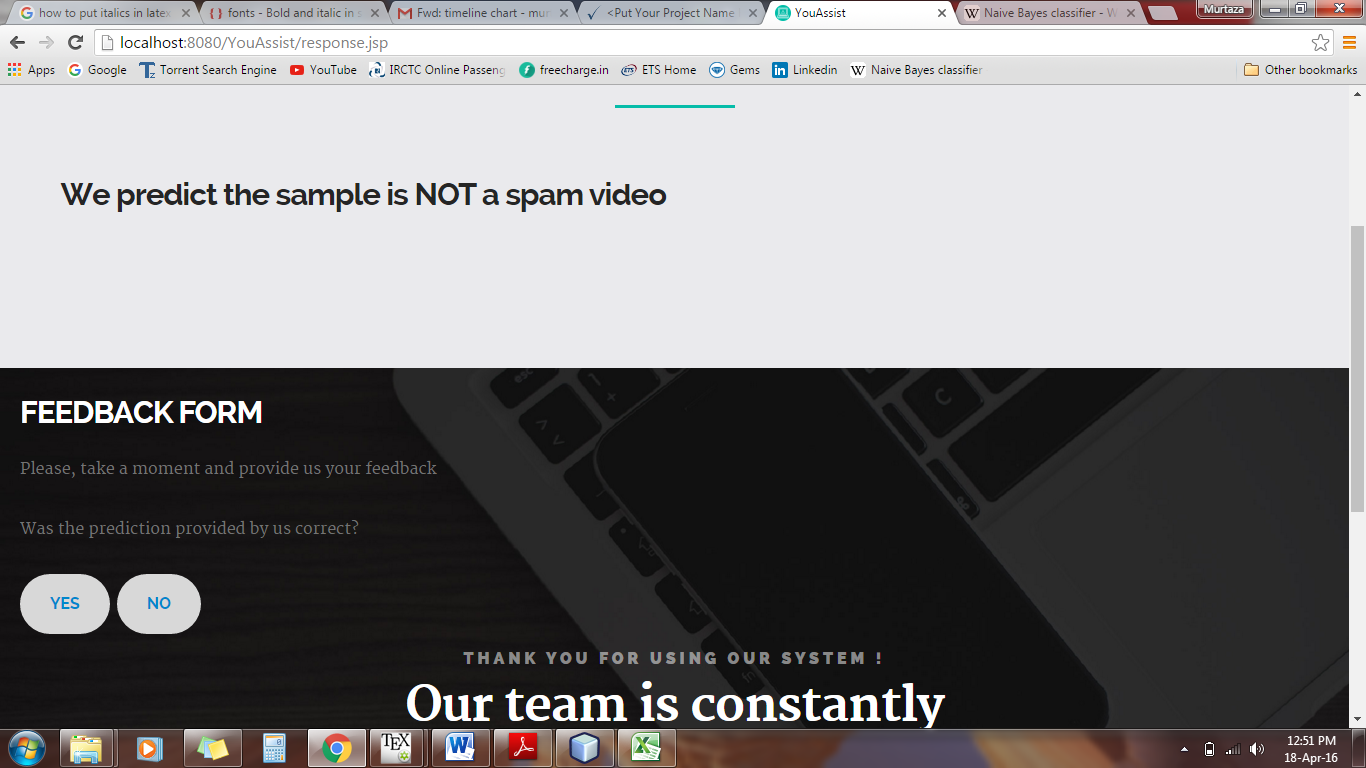 how to put italics in latex
fonts - Bold and italic in s
Fwd: timeline chart - mur
<Put Your Project Name
YouAssist
Naive Bayes classifier - W
Murtaza
localhost:8080/YouAssist/response.jsp
Apps
Google
Torrent Search Engine
YouTube
IRCTC Online Passeng
freecharge.in
ETS Home
Gems
Linkedin
Naive Bayes classifier
Other bookmarks
We predict the sample is NOT a spam video
FEEDBACK FORM
Please, take a moment and provide us your feedback
Was the prediction provided by us correct?
YES
NO
THANK YOU FOR USING OUR SYSTEM !
Our team is constantly
12:51 PM
18-Apr-16